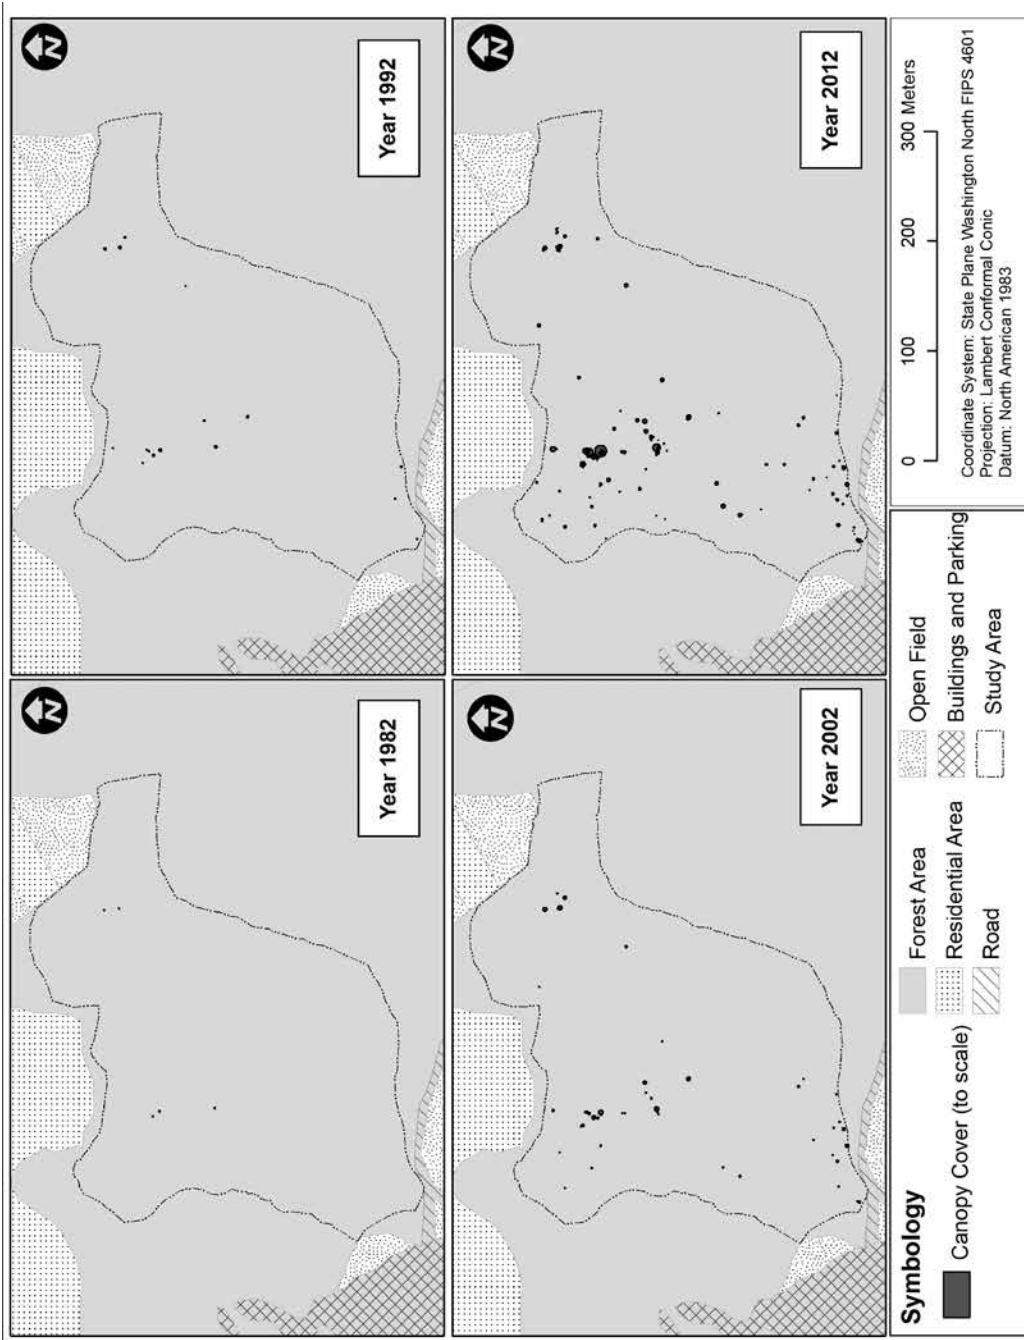 N
Year 1982
N
Year 1992
N
Year 2002
N
Year 2012
Symbology
Canopy Cover (to scale)
Forest Area
Residential Area
Road
Open Field
Buildings and Parking
Study Area
0 100 200 300 Meters
Coordinate System: State Plane Washington North FIPS 4601
Projection: Lambert Conformal Conic
Datum: North American 1983